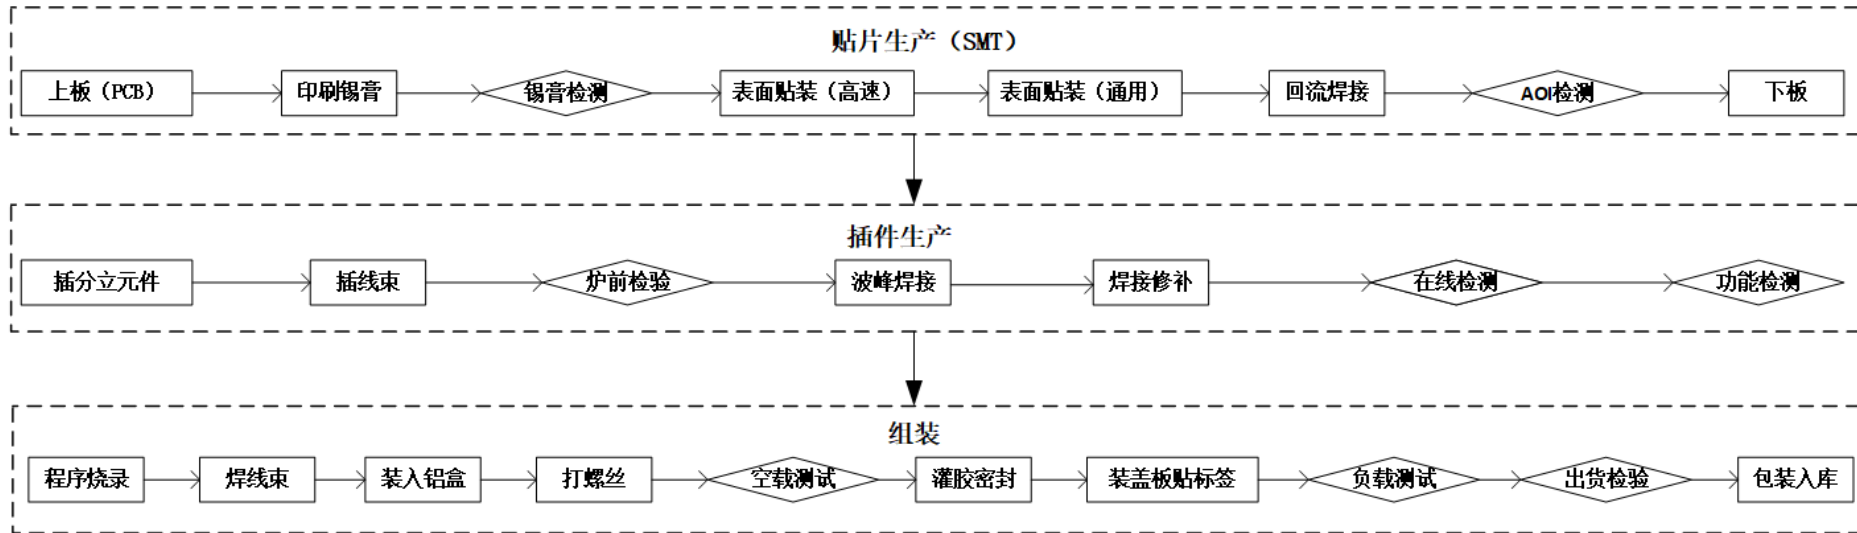 贴片生产（SMT）
上板（PCB）
印刷锡膏
锡膏检测
表面贴装（高速）
表面贴装（通用）
回流焊接
AOI检测
下板
插件生产
插分立元件
插线束
炉前检验
波峰焊接
焊接修补
在线检测
功能检测
组装
程序烧录
焊线束
装入铝盒
打螺丝
空载测试
灌胶密封
装盖板贴标签
负载测试
出货检验
包装入库